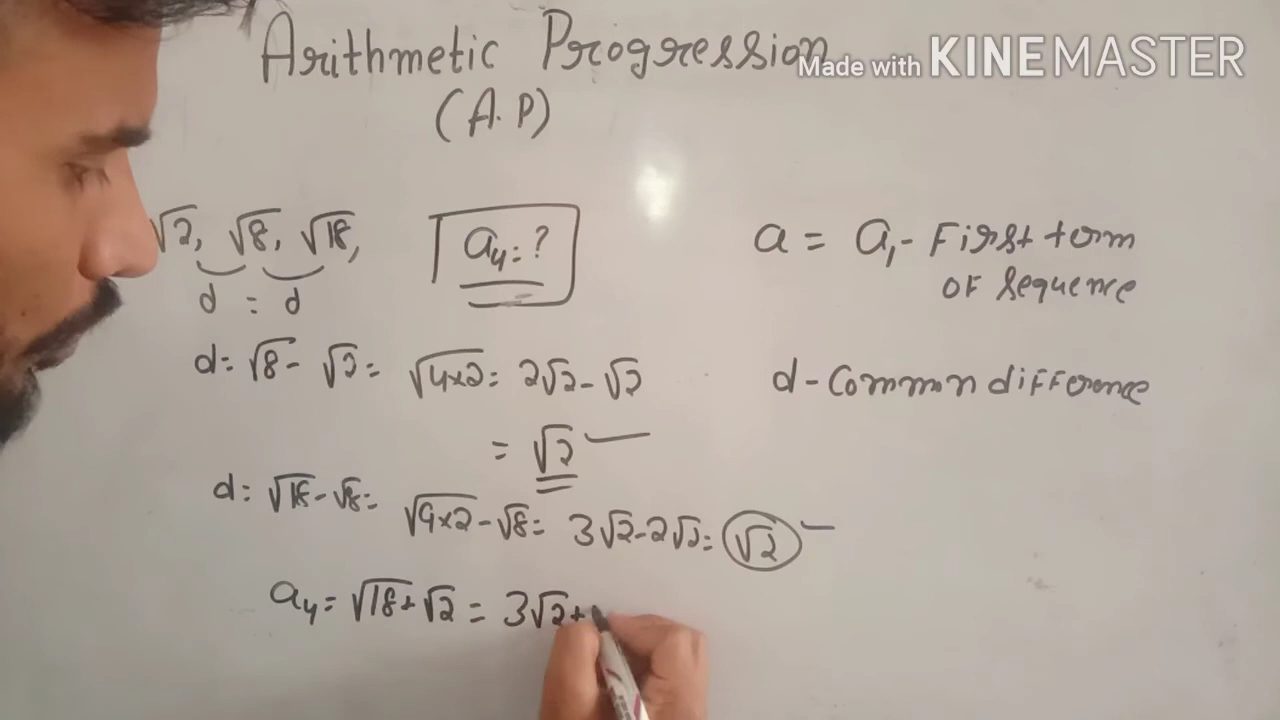 Arithmetic Progression
Made with KINEMASTER
(A.P)
√2, √8, √18,
a₄ = ?
d = d
a = a₁ - First term
of sequence
d = √8 - √2 = √4×2 = 2√2 - √2
d - Common difference
= √2
d = √18 - √8 = √9×2 - √8 = 3√2 - 2√2 = √2
a₄ = √18 + √2 = 3√2 +